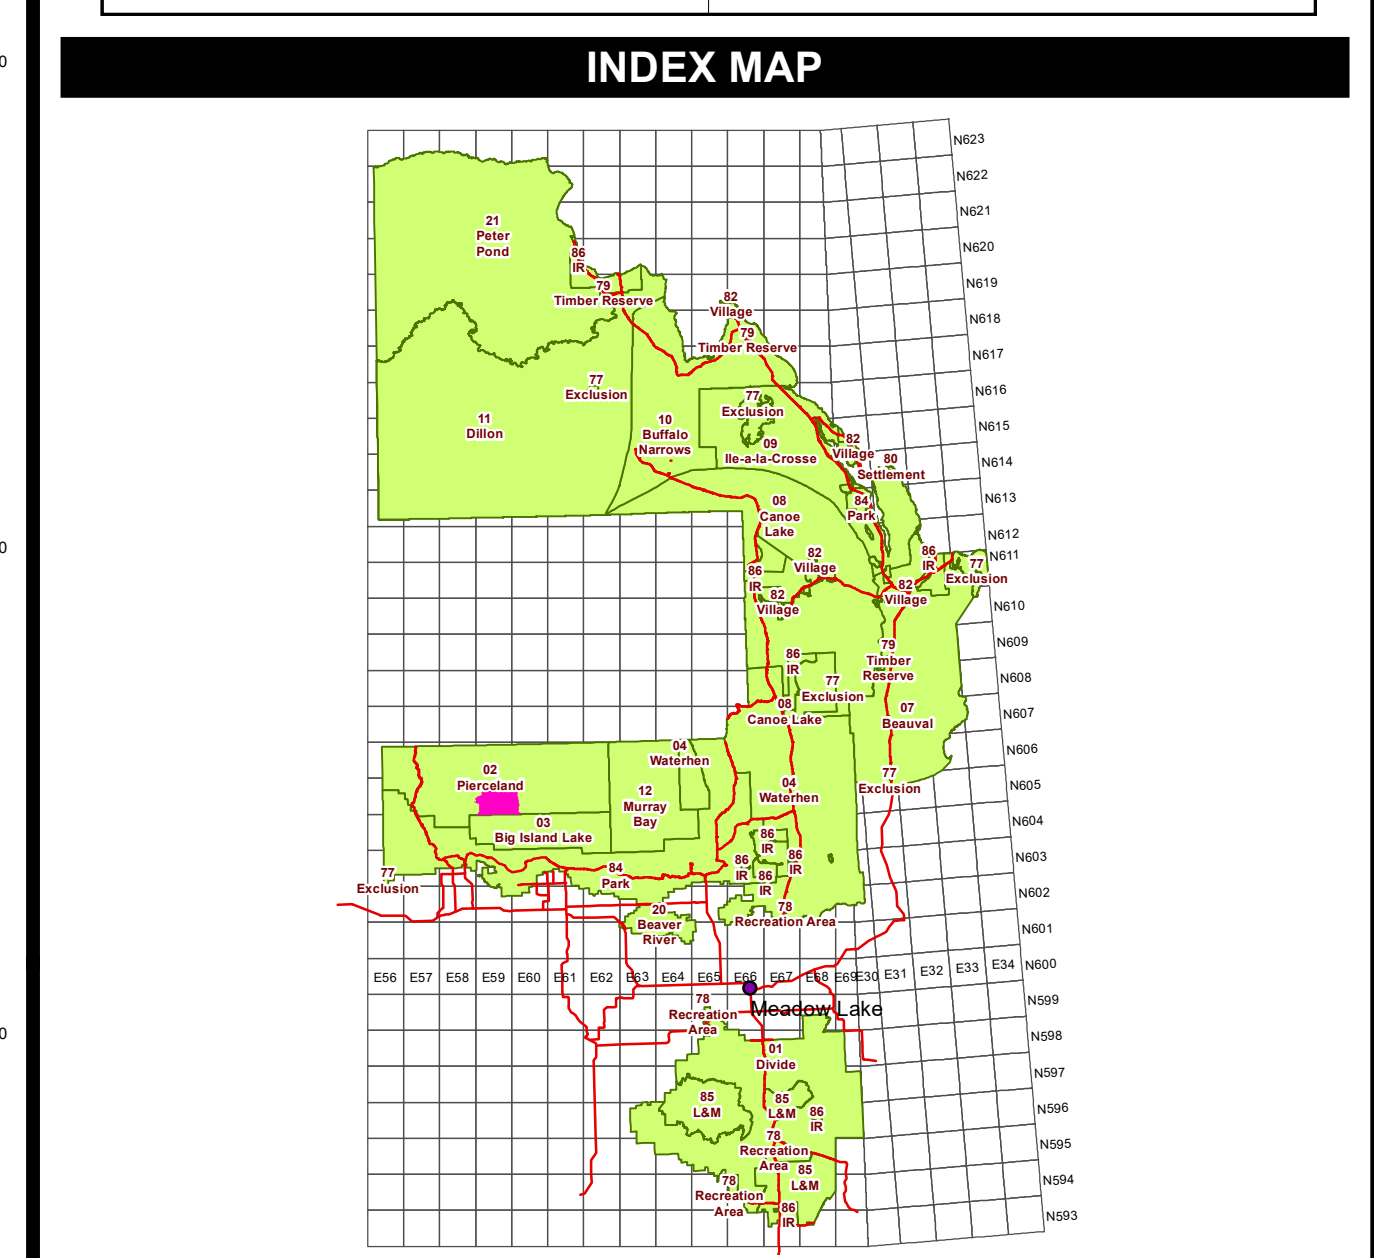 0
INDEX MAP
N623
N622
N621
N620
N619
N618
N617
N616
N615
N614
N613
N612
N611
N610
N609
N608
N607
N606
N605
N604
N603
N602
N601
N600
N599
N598
N597
N596
N595
N594
N593
21
Peter
Pond
86
IR
79
Timber Reserve
82
Village
79
Timber Reserve
77
Exclusion
77
Exclusion
11
Dillon
10
Buffalo
Narrows
09
Ile-a-la-Crosse
82
Village
80
Settlement
84
Park
08
Canoe
Lake
0
82
Village
86
IR
77
Exclusion
86
IR
82
Village
82
Village
79
Timber
Reserve
86
IR
77
Exclusion
08
Canoe Lake
07
Beauval
04
Waterhen
02
Pierceland
12
Murray
Bay
04
Waterhen
77
Exclusion
03
Big Island Lake
86
IR
86
IR
86
IR
86
IR
84
Park
77
Exclusion
20
Beaver
River
78
Recreation Area
E56 E57 E58 E59 E60 E61 E62 E63 E64 E65 E66 E67 E68 E69 E30 E31 E32 E33 E34
Meadow Lake
78
Recreation
Area
0
01
Divide
85
L&M
85
L&M
86
IR
78
Recreation
Area
85
L&M
78
Recreation
Area
86
IR